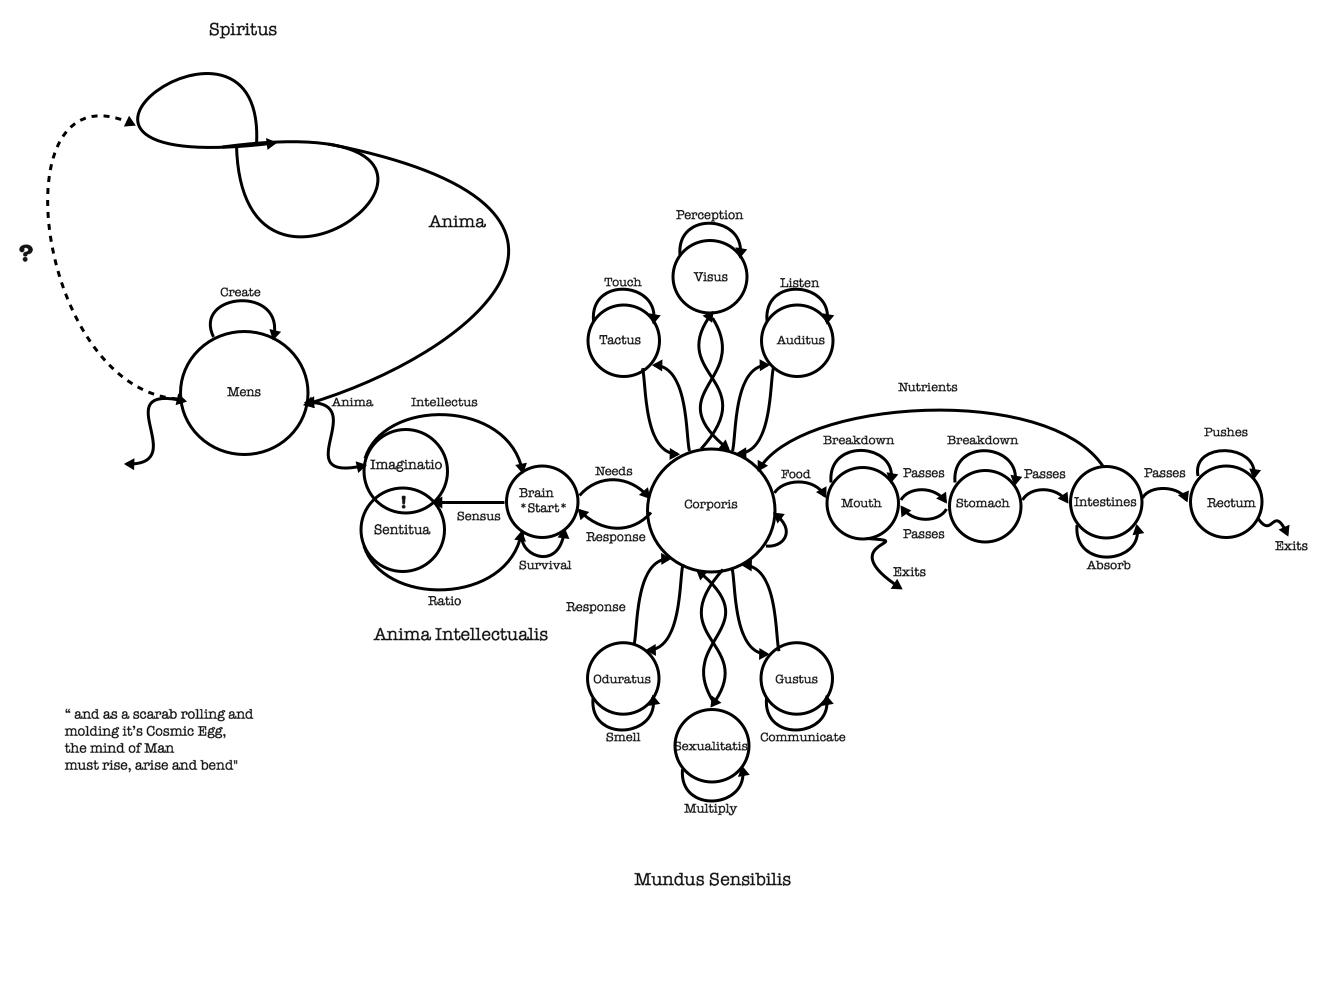 Spiritus
Anima
?
Create
Mens
Anima
Intellectus
Imaginatio
!
Sentitua
Sensus
Ratio
Brain
*Start*
Survival
Anima Intellectualis
Needs
Response
Corporis
Perception
Visus
Touch
Tactus
Listen
Auditus
Response
Oduratus
Smell
Sexualitatis
Multiply
Gustus
Communicate
Nutrients
Food
Breakdown
Mouth
Exits
Passes
Passes
Breakdown
Stomach
Passes
Intestines
Absorb
Passes
Pushes
Rectum
Exits
“ and as a scarab rolling and
molding it’s Cosmic Egg,
the mind of Man
must rise, arise and bend"
Mundus Sensibilis